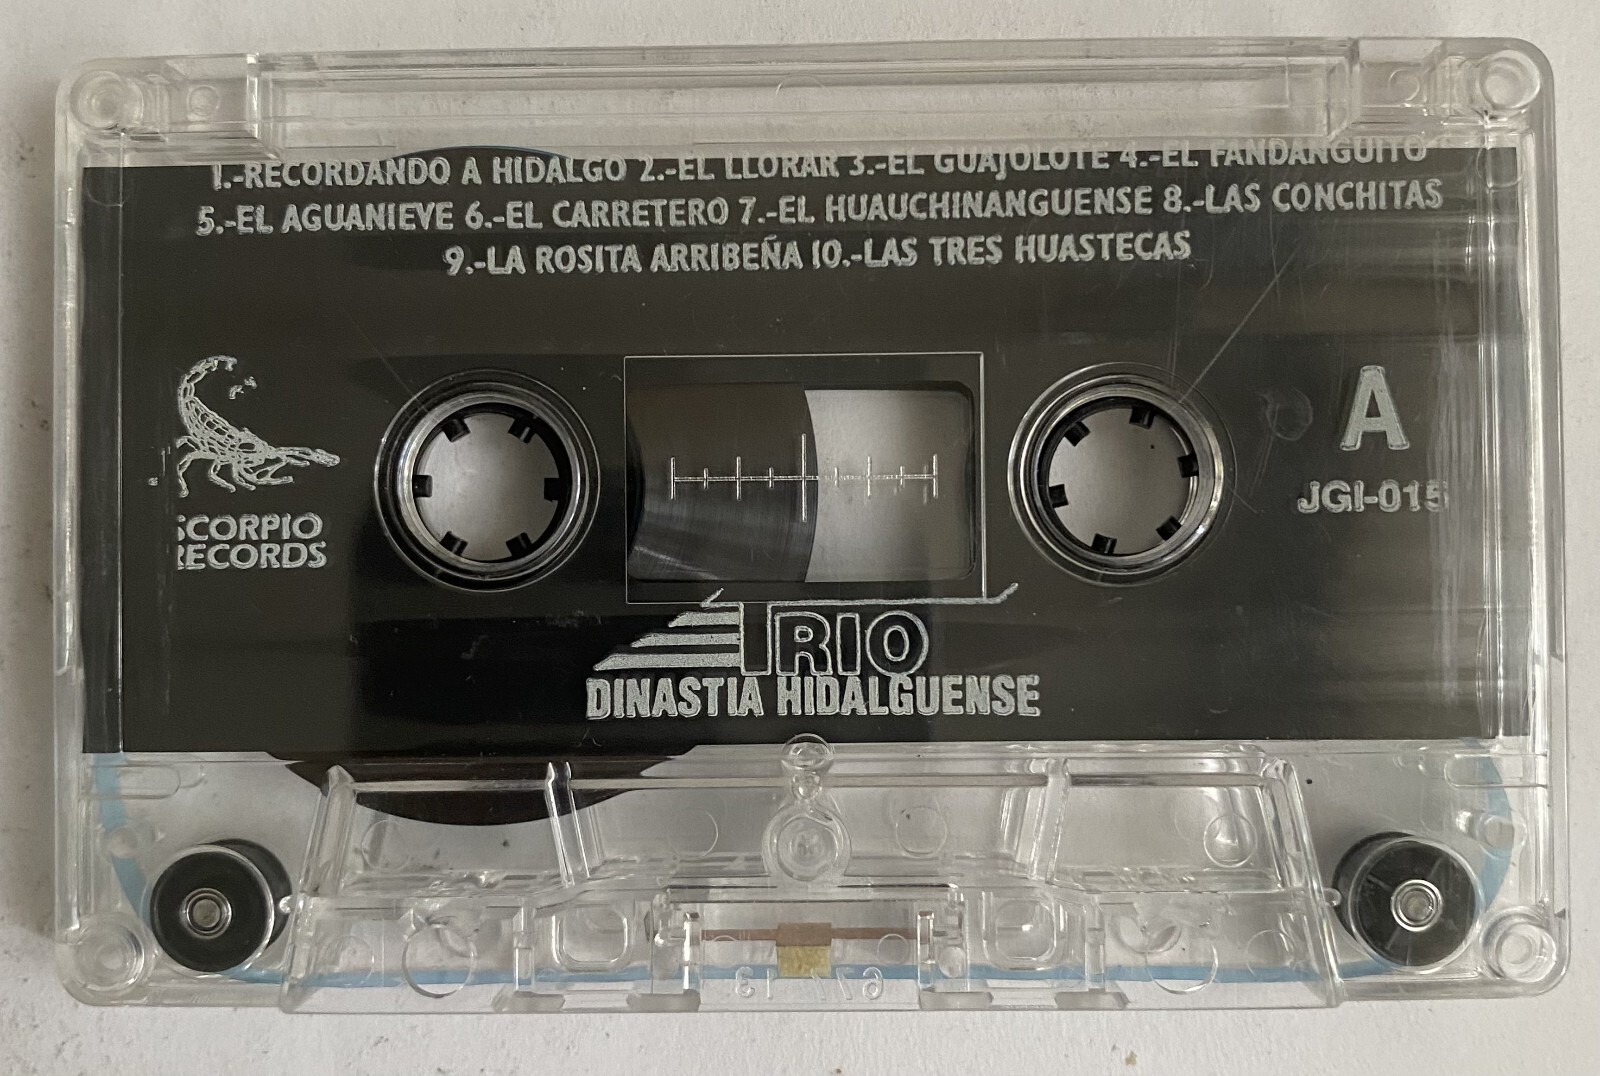 1.-RECORDANDO A HIDALGO 2.-EL LLORAR 3.-EL GUAJOLOTE 4.-EL FANDANGUITO
5.-EL AGUANIEVE 6.-EL CARRETERO 7.-EL HUAUCHINANGUENSE 8.-LAS CONCHITAS
9.-LA ROSITA ARRIBEÑA 10.-LAS TRES HUASTECAS
A
JGI-015
SCORPIO
RECORDS
TRIO
DINASTIA HIDALGUENSE